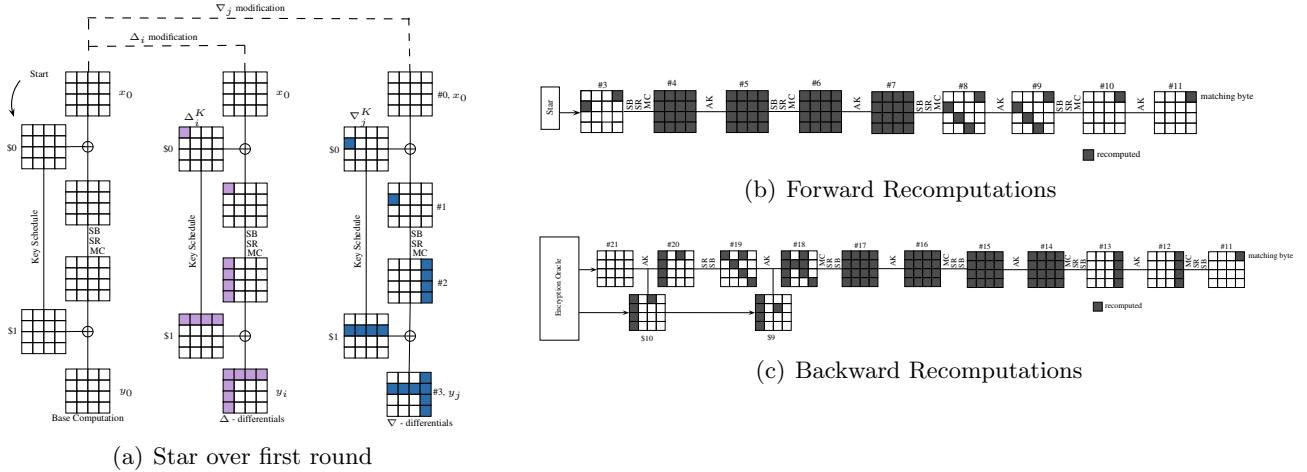 ∇j modification
Δi modification
Start
x0
x0
#0, x0
Δ_i^K
∇_j^K
$0
$0
$0
#1
Key Schedule
SB
SR
MC
Key Schedule
SB
SR
MC
Key Schedule
SB
SR
MC
#2
$1
$1
$1
y0
yi
#3, yj
Base Computation
Δ - differentials
∇ - differentials
(a) Star over first round
#3 #4 #5 #6 #7 #8 #9 #10 #11
Star
SB
SR
MC
AK
SB
SR
MC
AK
SB
SR
MC
AK
SB
SR
MC
AK
matching byte
recomputed
(b) Forward Recomputations
#21 #20 #19 #18 #17 #16 #15 #14 #13 #12 #11
Encryption Oracle
AK
SR
SB
AK
MC
SR
SB
AK
MC
SR
SB
AK
MC
SR
SB
AK
MC
SR
SB
matching byte
$10
$9
recomputed
(c) Backward Recomputations